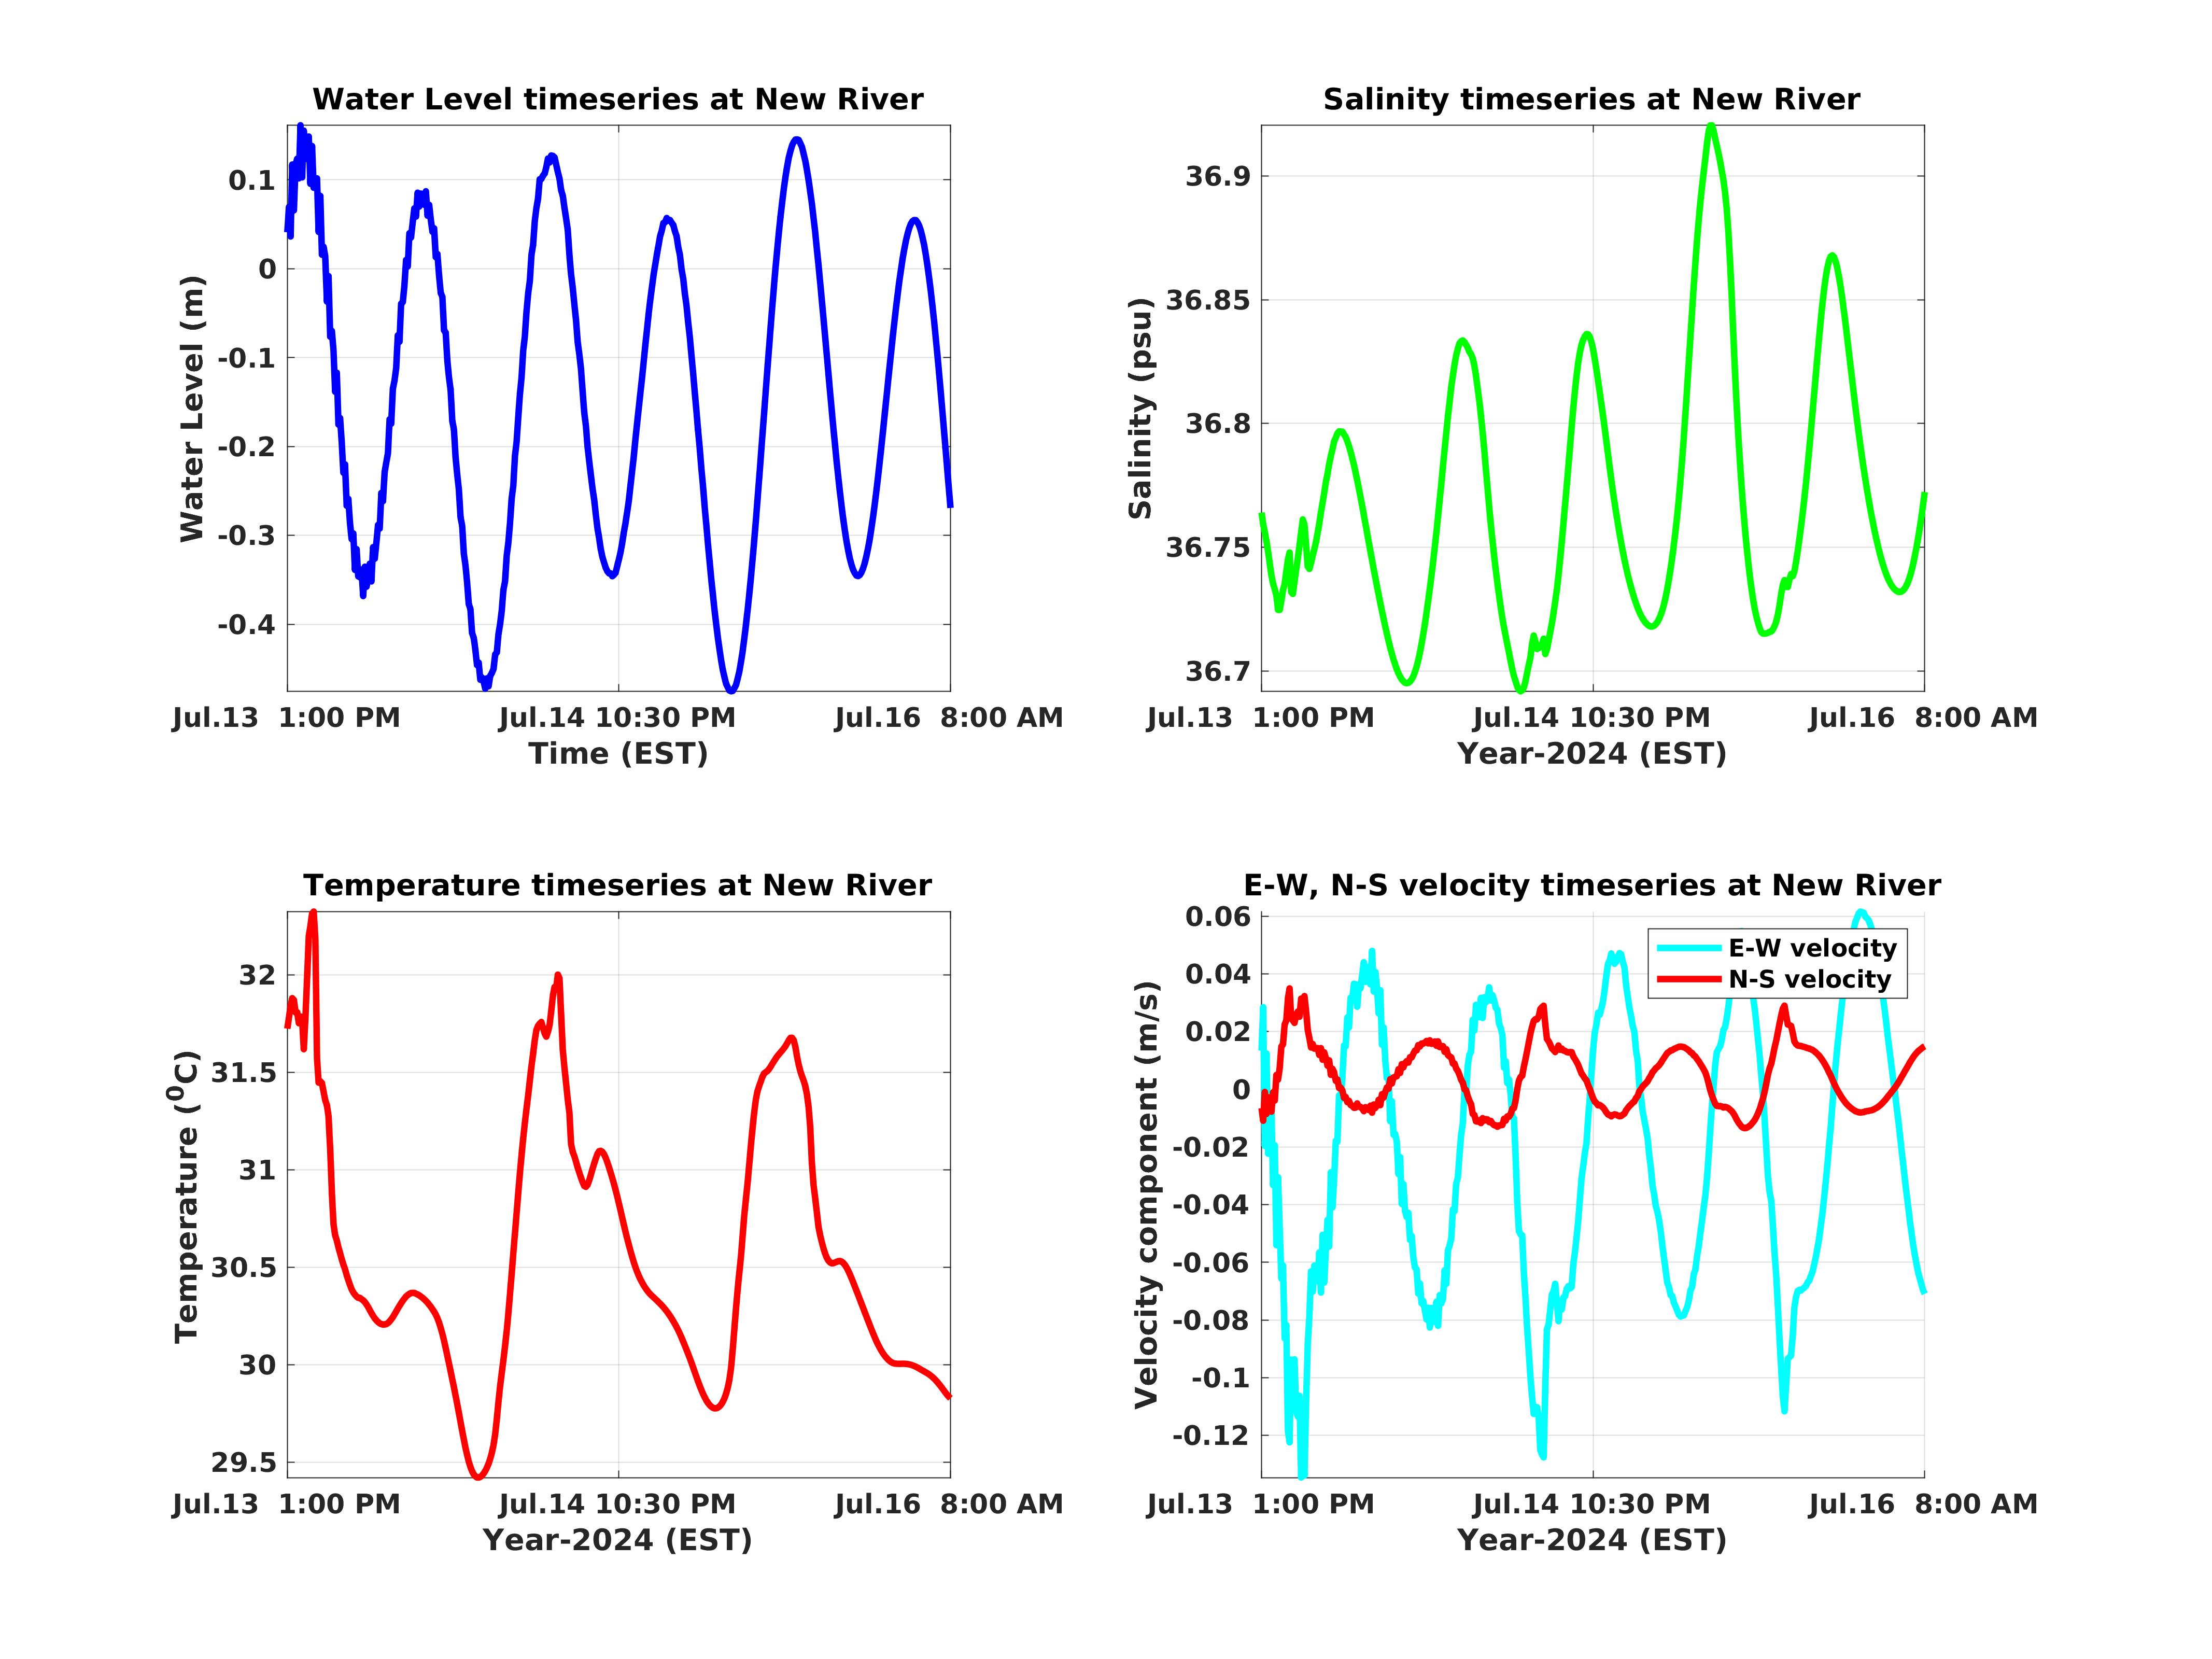 Water Level timeseries at New River
Water Level (m)
0.1
0
-0.1
-0.2
-0.3
-0.4
Jul.13  1:00 PM
Jul.14 10:30 PM
Jul.16  8:00 AM
Time (EST)
Salinity timeseries at New River
Salinity (psu)
36.9
36.85
36.8
36.75
36.7
Jul.13  1:00 PM
Jul.14 10:30 PM
Jul.16  8:00 AM
Year-2024 (EST)
Temperature timeseries at New River
Temperature (⁰C)
32
31.5
31
30.5
30
29.5
Jul.13  1:00 PM
Jul.14 10:30 PM
Jul.16  8:00 AM
Year-2024 (EST)
E-W, N-S velocity timeseries at New River
Velocity component (m/s)
0.06
0.04
0.02
0
-0.02
-0.04
-0.06
-0.08
-0.1
-0.12
E-W velocity
N-S velocity
Jul.13  1:00 PM
Jul.14 10:30 PM
Jul.16  8:00 AM
Year-2024 (EST)